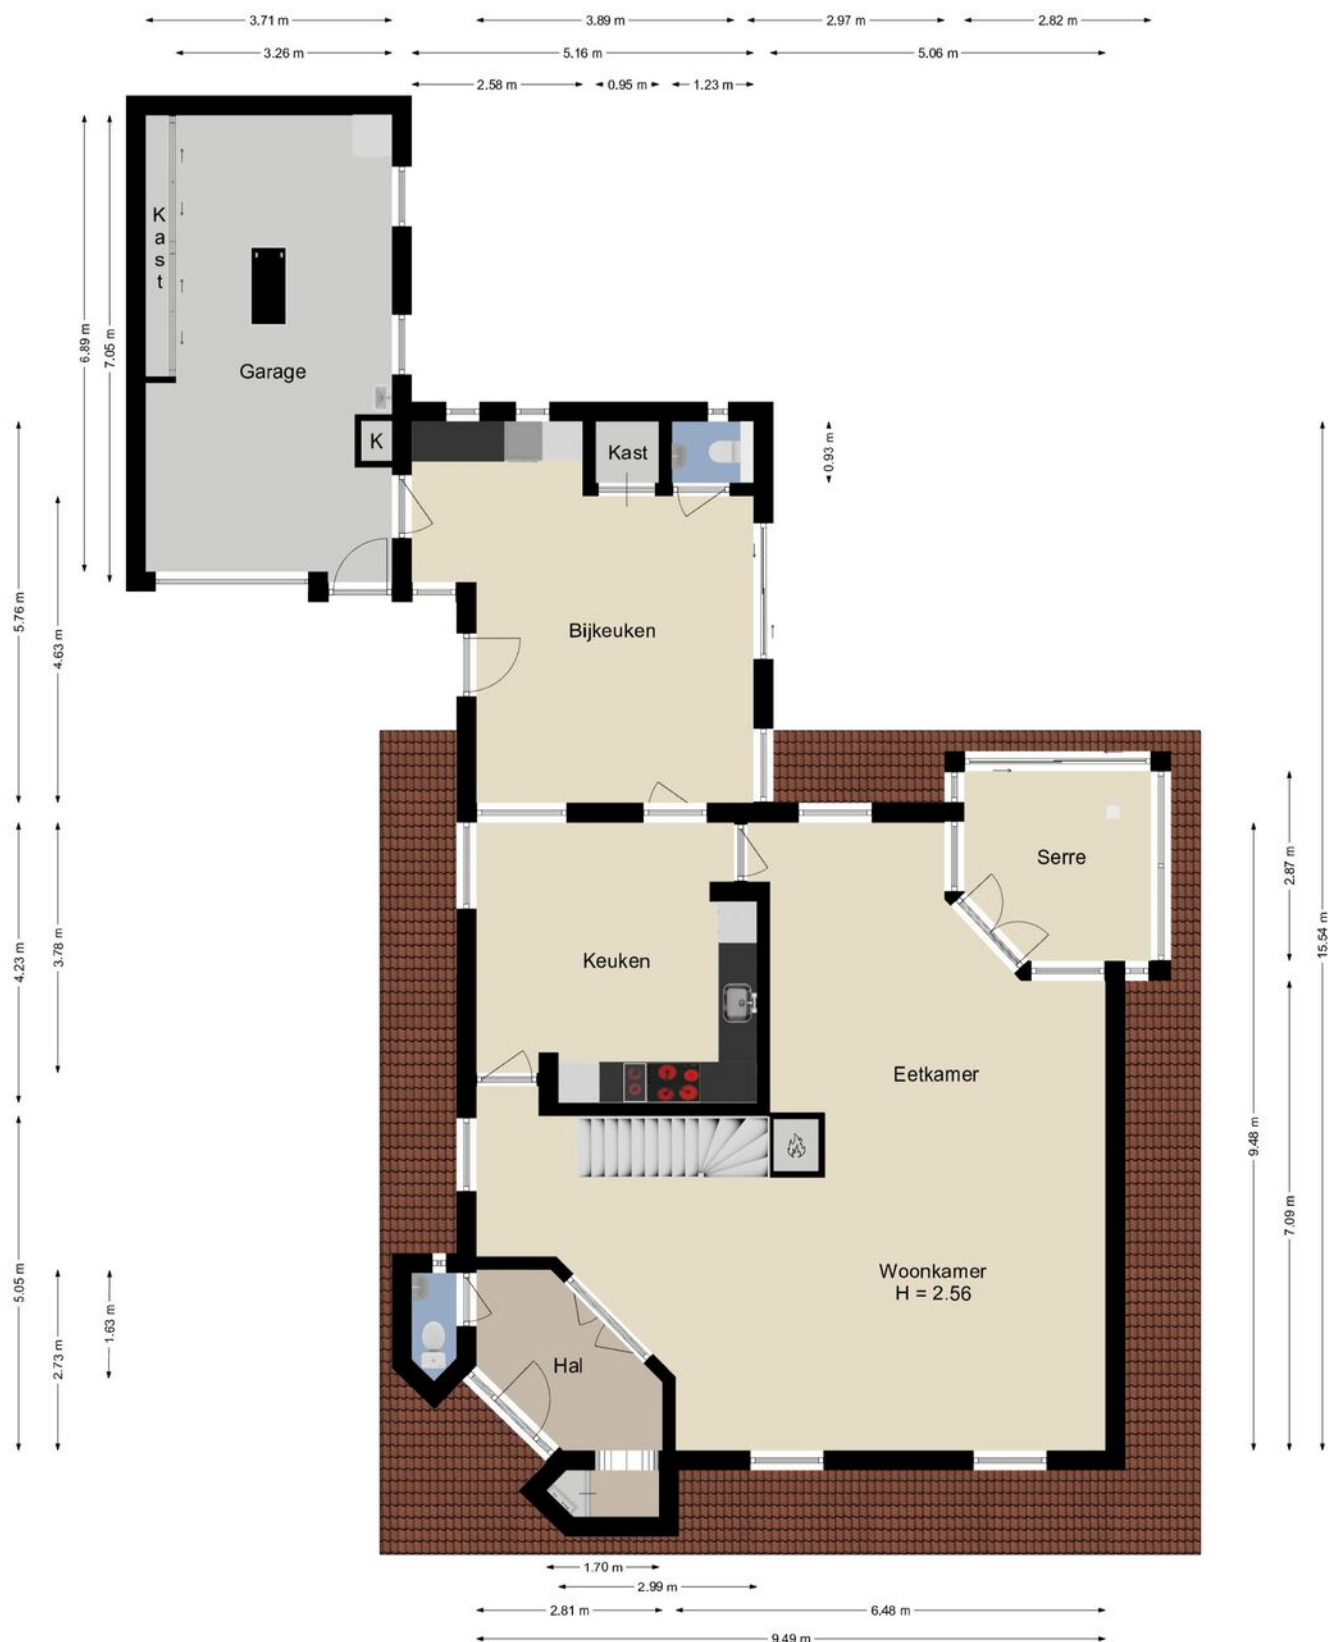 3.71 m
3.89 m
2.97 m
2.82 m
3.26 m
5.16 m
5.06 m
2.58 m
0.95 m
1.23 m
Kast
6.89 m
7.05 m
Garage
K
Kast
0.93 m
5.76 m
4.63 m
15.54 m
Bijkeuken
Serre
2.87 m
Keuken
4.23 m
3.78 m
Eetkamer
9.48 m
7.09 m
Woonkamer
H = 2.56
5.05 m
2.73 m
1.63 m
Hal
1.70 m
2.99 m
2.81 m
6.48 m
9.49 m